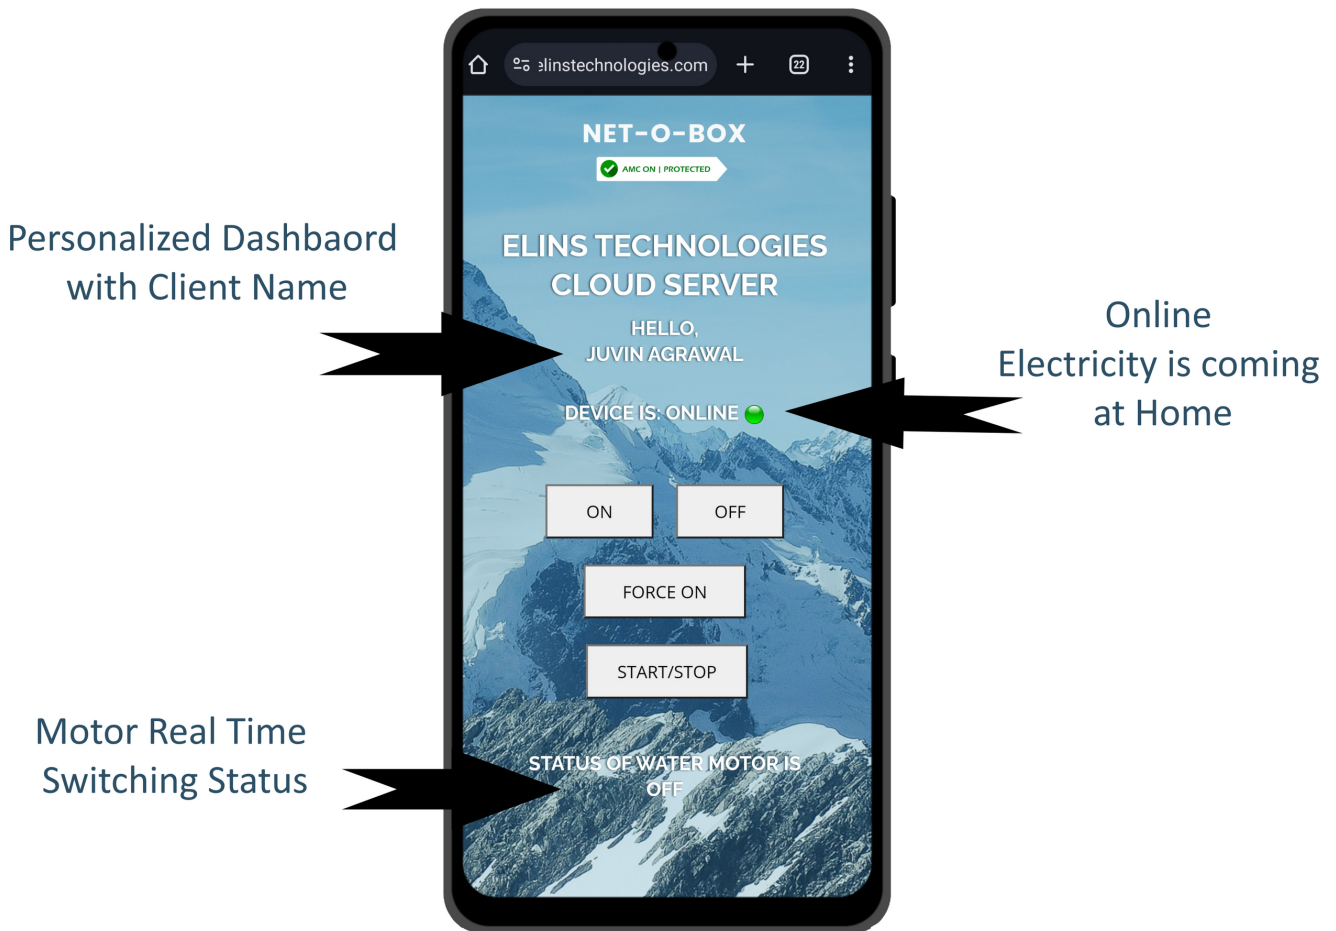 elinstechnologies.com
22
NET-O-BOX
AMC ON | PROTECTED
Personalized Dashbaord
with Client Name
ELINS TECHNOLOGIES
CLOUD SERVER
HELLO,
JUVIN AGRAWAL
Online
Electricity is coming
at Home
DEVICE IS: ONLINE
ON
OFF
FORCE ON
START/STOP
Motor Real Time
Switching Status
STATUS OF WATER MOTOR IS
OFF